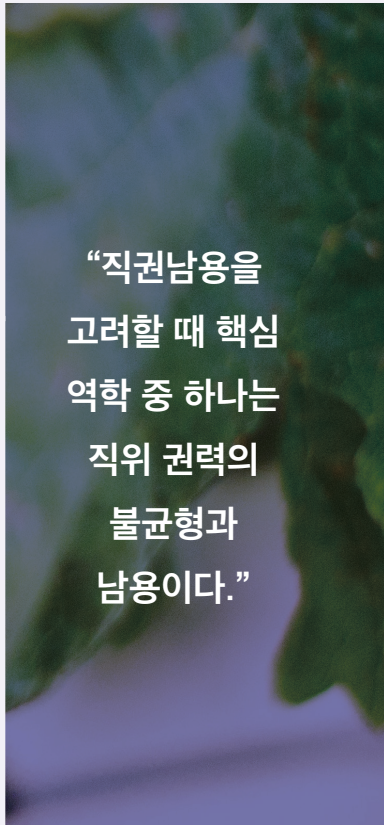 “직권남용을
고려할 때 핵심
역학 중 하나는
직위 권력의
불균형과
남용이다.”